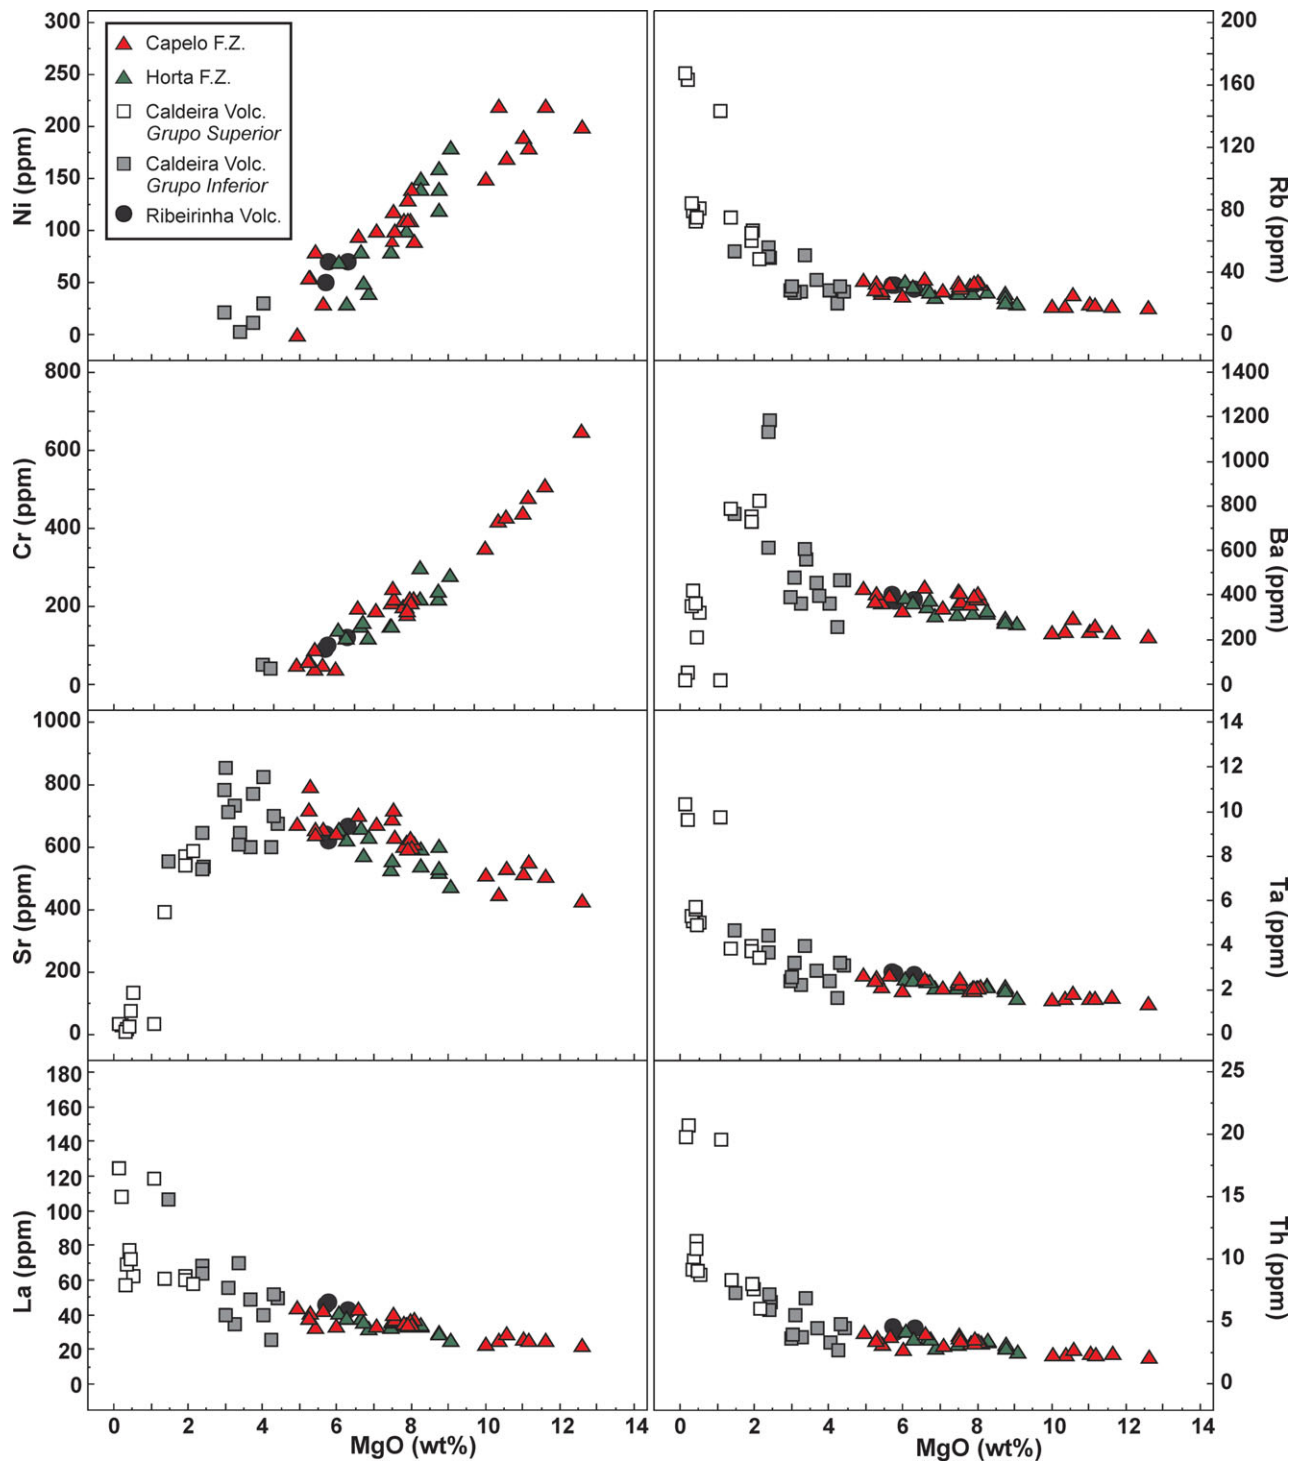 Capelo F.Z.
Horta F.Z.
Caldeira Volc.
Grupo Superior
Caldeira Volc.
Grupo Inferior
Ribeirinha Volc.
Ni (ppm)
300
250
200
150
100
50
0
Rb (ppm)
200
160
120
80
40
0
Cr (ppm)
800
600
400
200
0
Ba (ppm)
1400
1200
1000
800
600
400
200
0
Sr (ppm)
1000
800
600
400
200
0
Ta (ppm)
14
12
10
8
6
4
2
0
La (ppm)
180
160
140
120
100
80
60
40
20
0
Th (ppm)
25
20
15
10
5
0
0 2 4 6 8 10 12 14
MgO (wt%)
0 2 4 6 8 10 12 14
MgO (wt%)